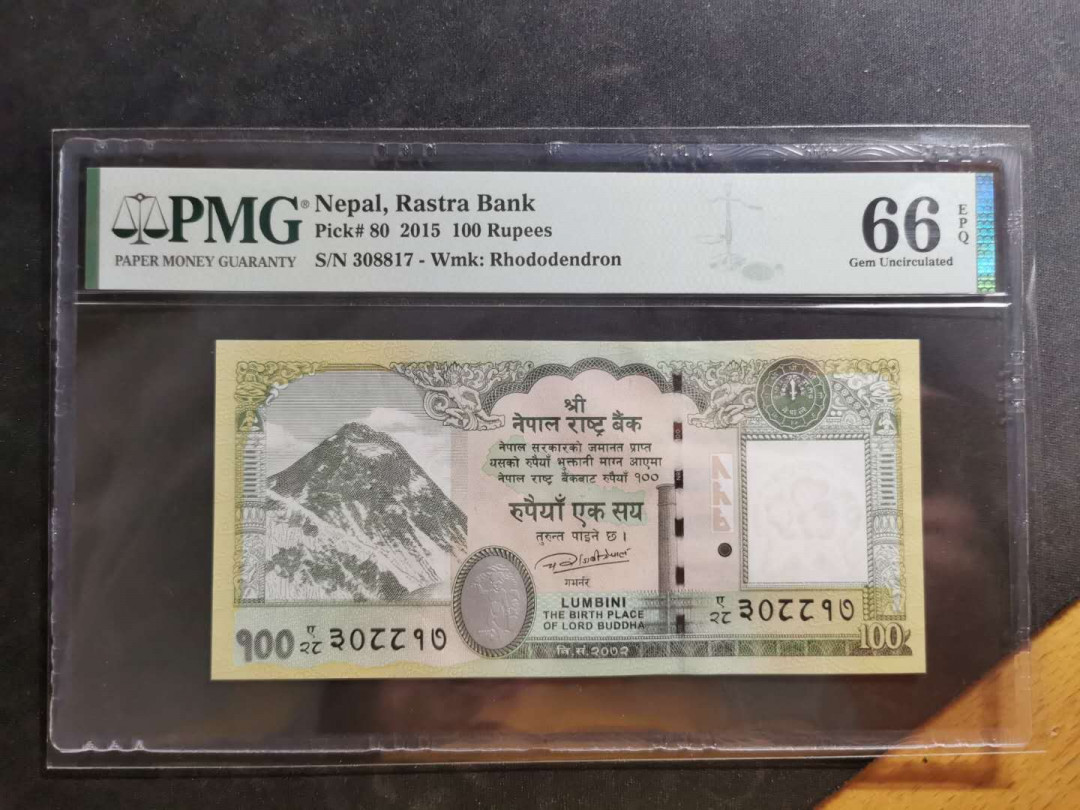 PMG®
PAPER MONEY GUARANTY
Nepal, Rastra Bank
Pick# 80 2015 100 Rupees
S/N 308817 - Wmk: Rhododendron
66
EPQ
Gem Uncirculated
श्री
नेपाल राष्ट्र बैंक
नेपाल सरकारको जमानत प्राप्त
यसको रुपैयाँ भुक्तानी माग्न आएमा
नेपाल राष्ट्र बैंकबाट रुपैयाँ १००
रुपैयाँ एक सय
तुरुन्त पाइने छ।
गभर्नर
LUMBINI
THE BIRTH PLACE
OF LORD BUDDHA
वि.सं.२०७२
ए
२८ ३०८८१७
१००
ए
२८ ३०८८१७
100